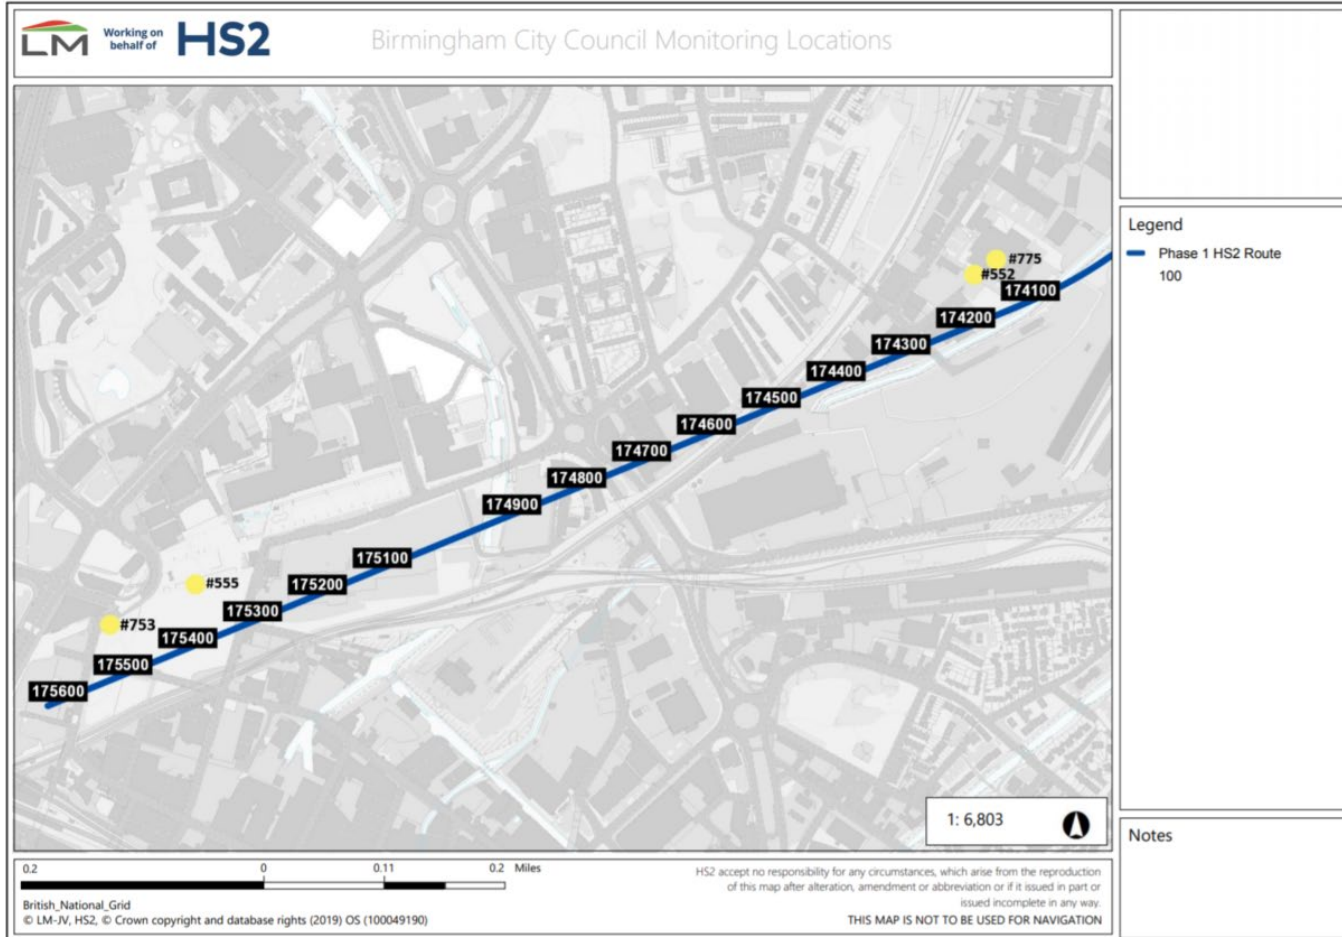 LM
Working on
behalf of
HS2
Birmingham City Council Monitoring Locations
#775
#552
174100
174200
174300
174400
174500
174600
174700
174800
174900
175100
#555
175200
175300
#753
175400
175500
175600
1: 6,803
Legend
Phase 1 HS2 Route
100
Notes
0.2 0 0.11 0.2 Miles
British_National_Grid
© LM-JV, HS2, © Crown copyright and database rights (2019) OS (100049190)
HS2 accept no responsibility for any circumstances, which arise from the reproduction
of this map after alteration, amendment or abbreviation or if it issued in part or
issued incomplete in any way.
THIS MAP IS NOT TO BE USED FOR NAVIGATION